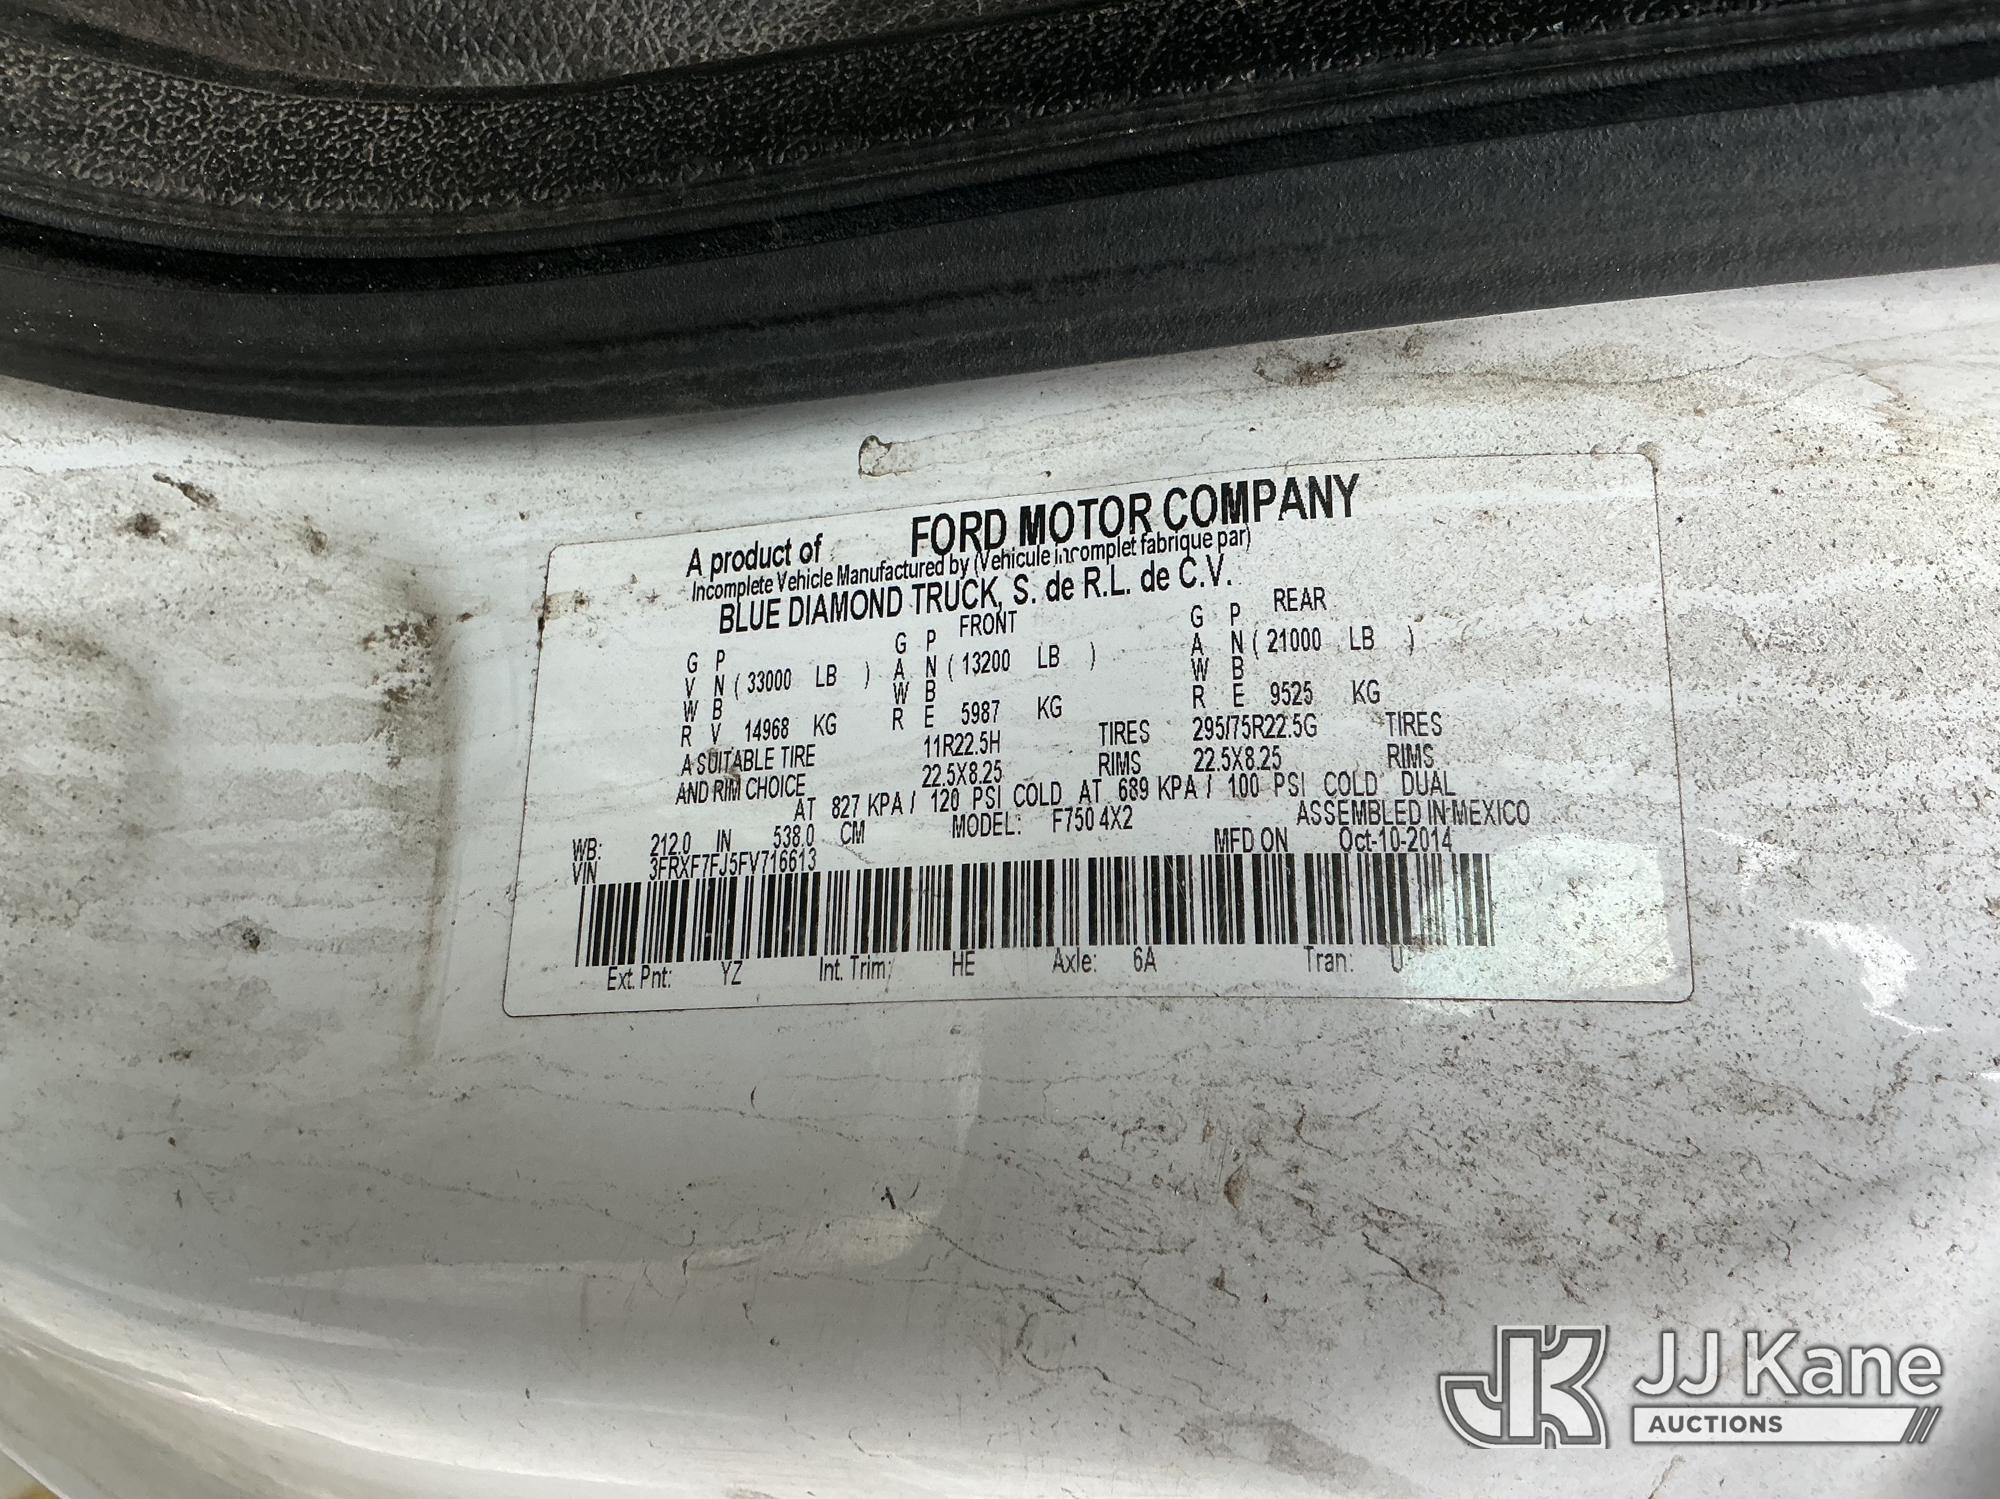 A product of FORD MOTOR COMPANY
Incomplete Vehicle Manufactured by (Vehicule Incomplet fabrique par)
BLUE DIAMOND TRUCK, S. de R.L. de C.V.
FRONT REAR
G P G P G P
V N ( 33000 LB ) A N ( 13200 LB ) A N ( 21000 LB )
W B W B W B
R V 14968 KG R E 5987 KG R E 9525 KG
A SUITABLE TIRE 11R22.5H TIRES 295/75R22.5G TIRES
AND RIM CHOICE 22.5X8.25 RIMS 22.5X8.25 RIMS
AT 827 KPA / 120 PSI COLD AT 689 KPA / 100 PSI COLD DUAL
WB: 212.0 IN 538.0 CM MODEL: F750 4X2 ASSEMBLED IN MEXICO
VIN 3FRXF7FJ5FV716613 MFD ON Oct-10-2014
Ext. Pnt: YZ Int. Trim: HE Axle: 6A Tran: U
JK JJ Kane
AUCTIONS